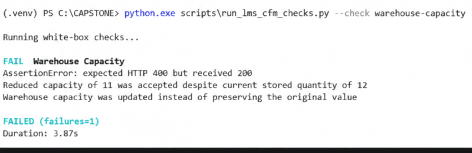 (.venv) PS C:\CAPSTONE> python.exe scripts\run_lms_cfm_checks.py --check warehouse-capacity
Running white-box checks...
FAIL Warehouse Capacity
AssertionError: expected HTTP 400 but received 200
Reduced capacity of 11 was accepted despite current stored quantity of 12
Warehouse capacity was updated instead of preserving the original value
FAILED (failures=1)
Duration: 3.87s